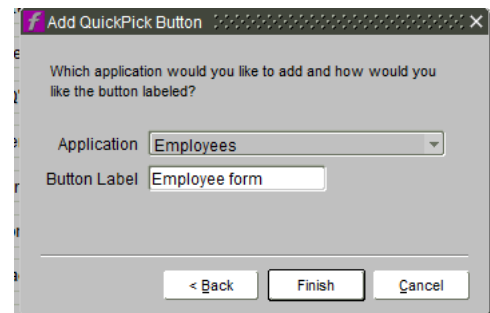 f Add QuickPick Button
Which application would you like to add and how would you
like the button labeled?
Application Employees
Button Label Employee form
< Back Finish Cancel